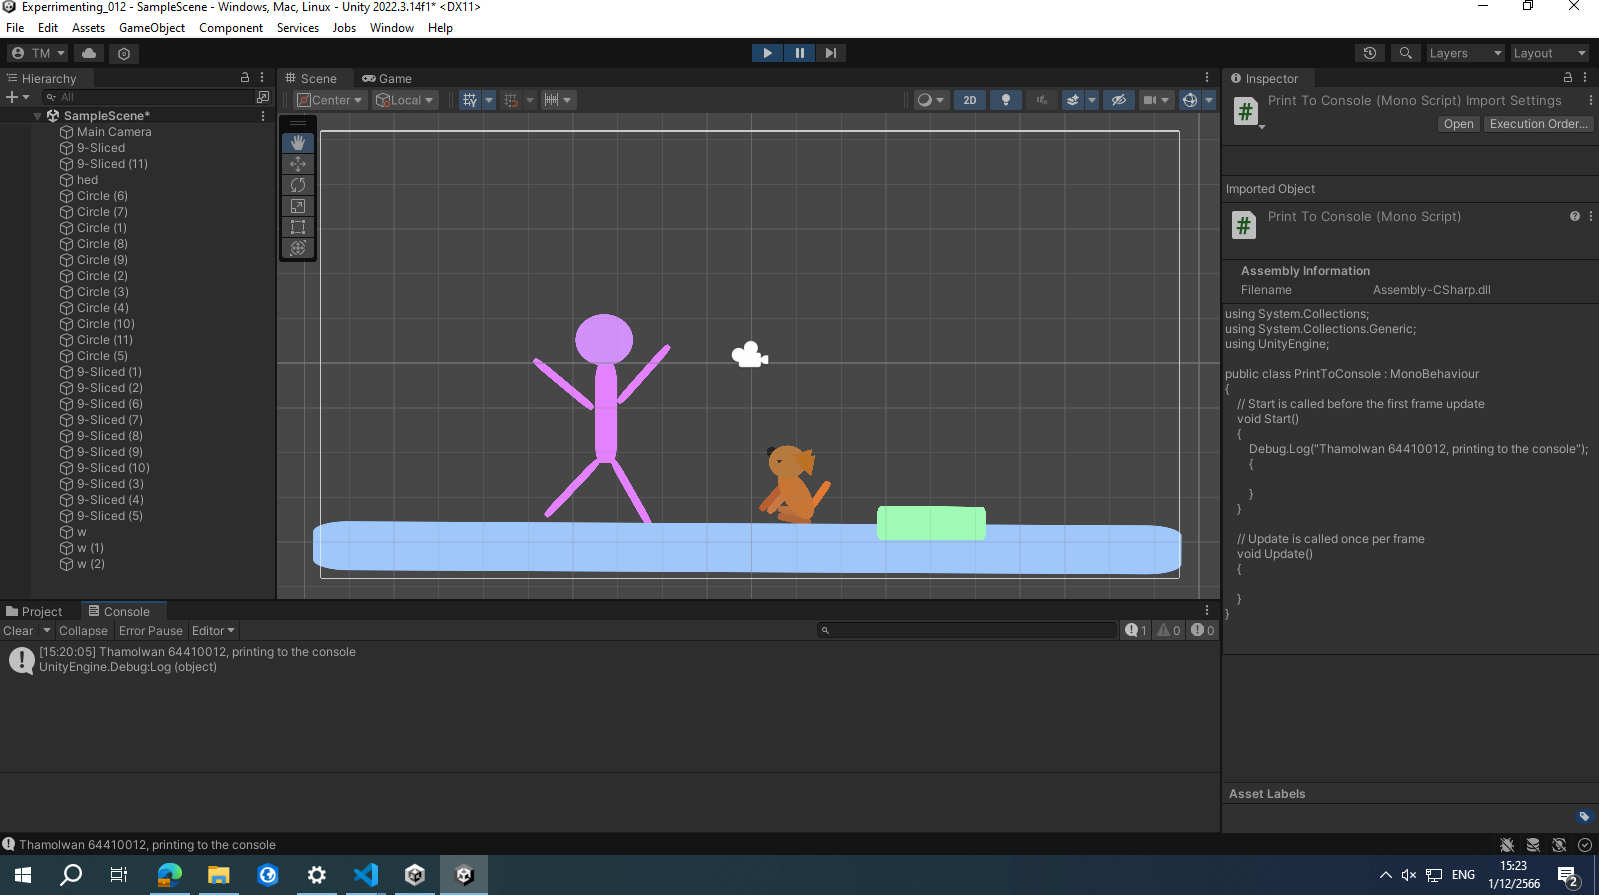 Experrimenting_012 - SampleScene - Windows, Mac, Linux - Unity 2022.3.14f1* <DX11>
File Edit Assets GameObject Component Services Jobs Window Help
TM Layers Layout
Hierarchy
All
SampleScene*
Main Camera
9-Sliced
9-Sliced (11)
hed
Circle (6)
Circle (7)
Circle (1)
Circle (8)
Circle (9)
Circle (2)
Circle (3)
Circle (4)
Circle (10)
Circle (11)
Circle (5)
9-Sliced (1)
9-Sliced (2)
9-Sliced (6)
9-Sliced (7)
9-Sliced (8)
9-Sliced (9)
9-Sliced (10)
9-Sliced (3)
9-Sliced (4)
9-Sliced (5)
w
w (1)
w (2)
Scene Game
Center Local 2D
Inspector
Print To Console (Mono Script) Import Settings
Open Execution Order...
Imported Object
Print To Console (Mono Script)
Assembly Information
Filename Assembly-CSharp.dll
using System.Collections;
using System.Collections.Generic;
using UnityEngine;
public class PrintToConsole : MonoBehaviour
{
// Start is called before the first frame update
void Start()
{
Debug.Log("Thamolwan 64410012, printing to the console");
{
}
}
// Update is called once per frame
void Update()
{
}
}
Asset Labels
Project Console
Clear Collapse Error Pause Editor 1 0 0
[15:20:05] Thamolwan 64410012, printing to the console
UnityEngine.Debug:Log (object)
Thamolwan 64410012, printing to the console
ENG
15:23
1/12/2566
2